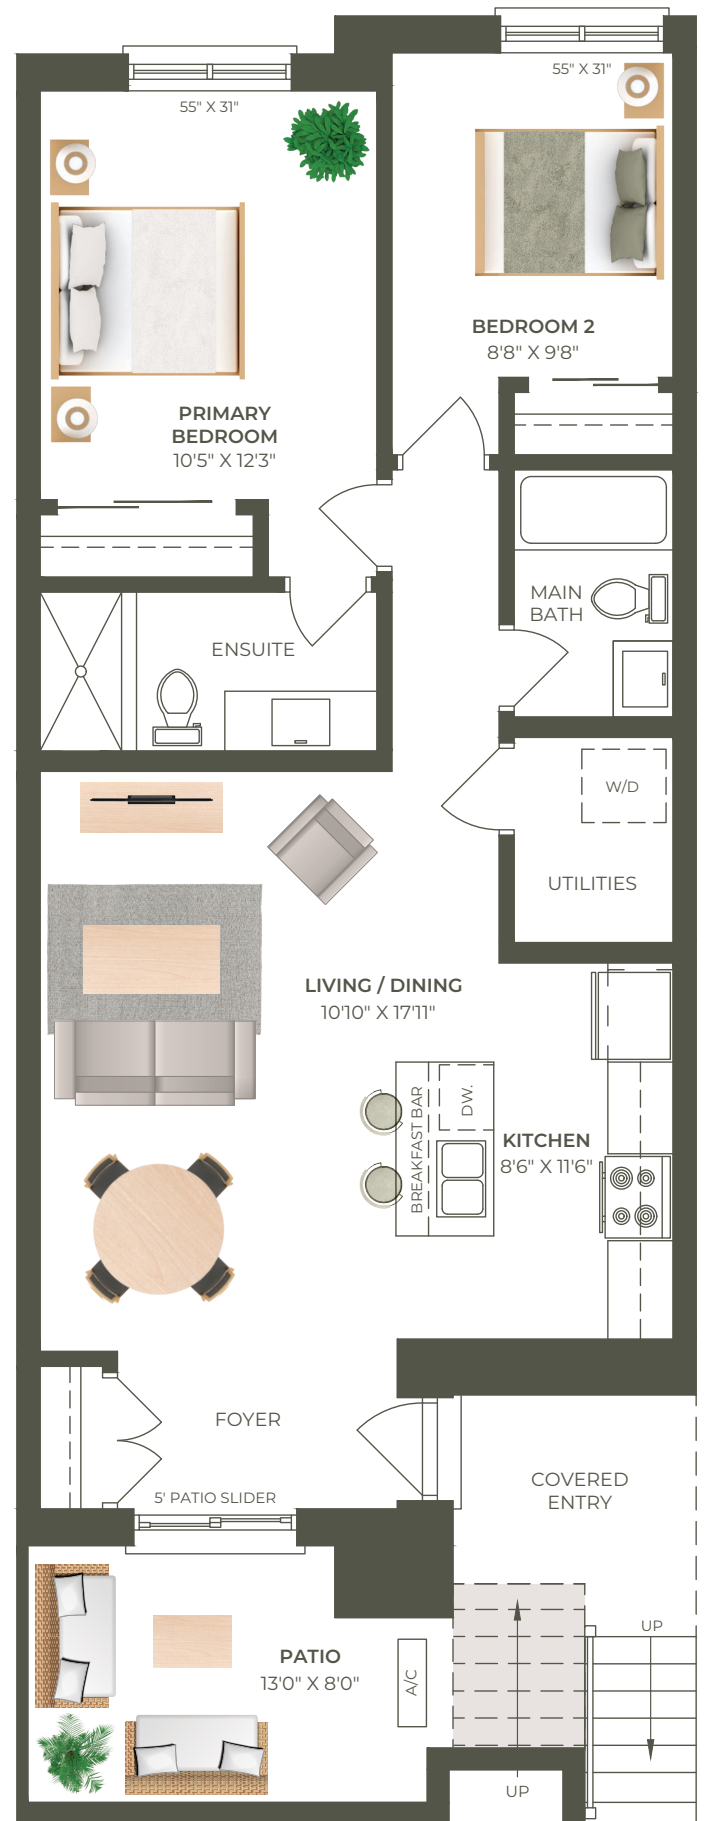 55" X 31"
55" X 31"
BEDROOM 2
8'8" X 9'8"
PRIMARY
BEDROOM
10'5" X 12'3"
MAIN
BATH
ENSUITE
W/D
UTILITIES
LIVING / DINING
10'10" X 17'11"
BREAKFAST BAR
DW.
KITCHEN
8'6" X 11'6"
FOYER
5' PATIO SLIDER
COVERED
ENTRY
UP
PATIO
13'0" X 8'0"
A/C
UP